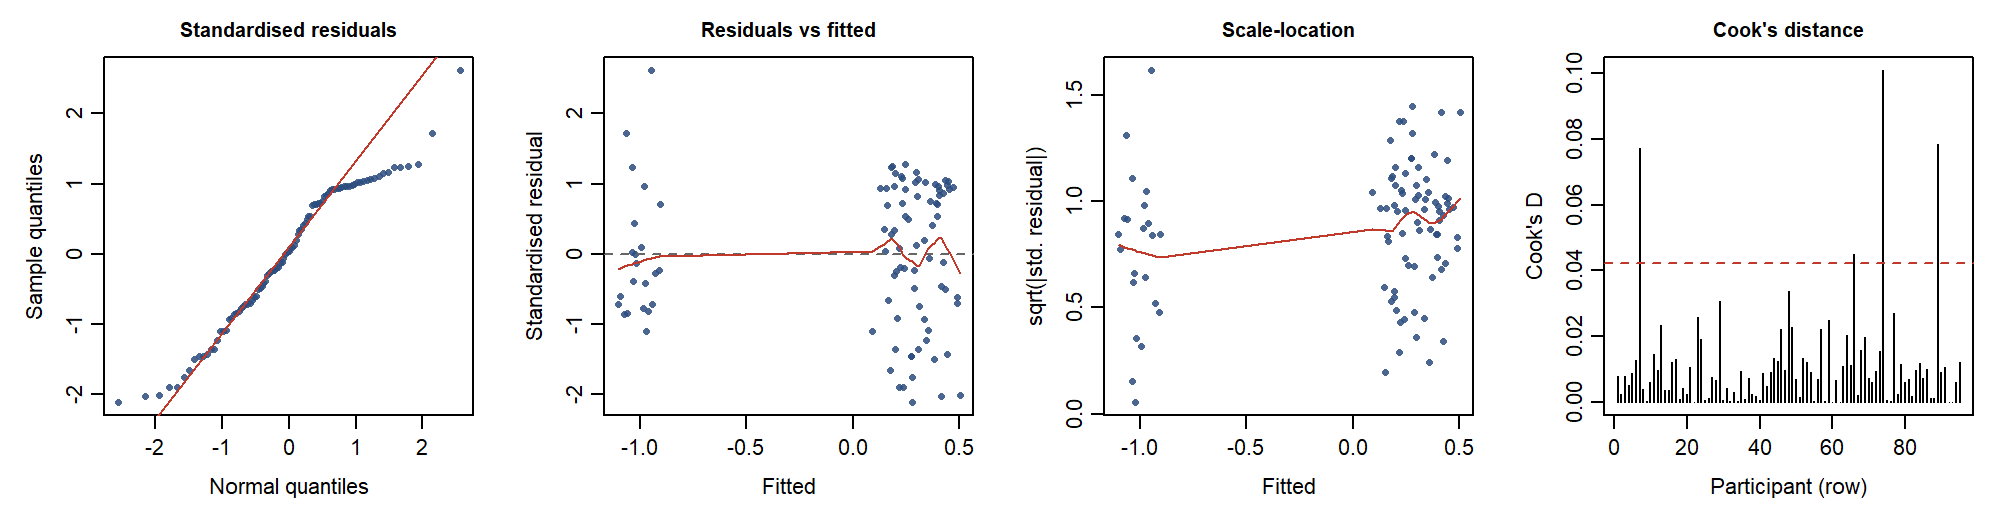 Standardised residuals
Sample quantiles
2
1
0
-1
-2
-2 -1 0 1 2
Normal quantiles
Residuals vs fitted
Standardised residual
2
1
0
-1
-2
-1.0 -0.5 0.0 0.5
Fitted
Scale-location
sqrt(|std. residual|)
1.5
1.0
0.5
0.0
-1.0 -0.5 0.0 0.5
Fitted
Cook's distance
Cook's D
0.10
0.08
0.06
0.04
0.02
0.00
0 20 40 60 80
Participant (row)